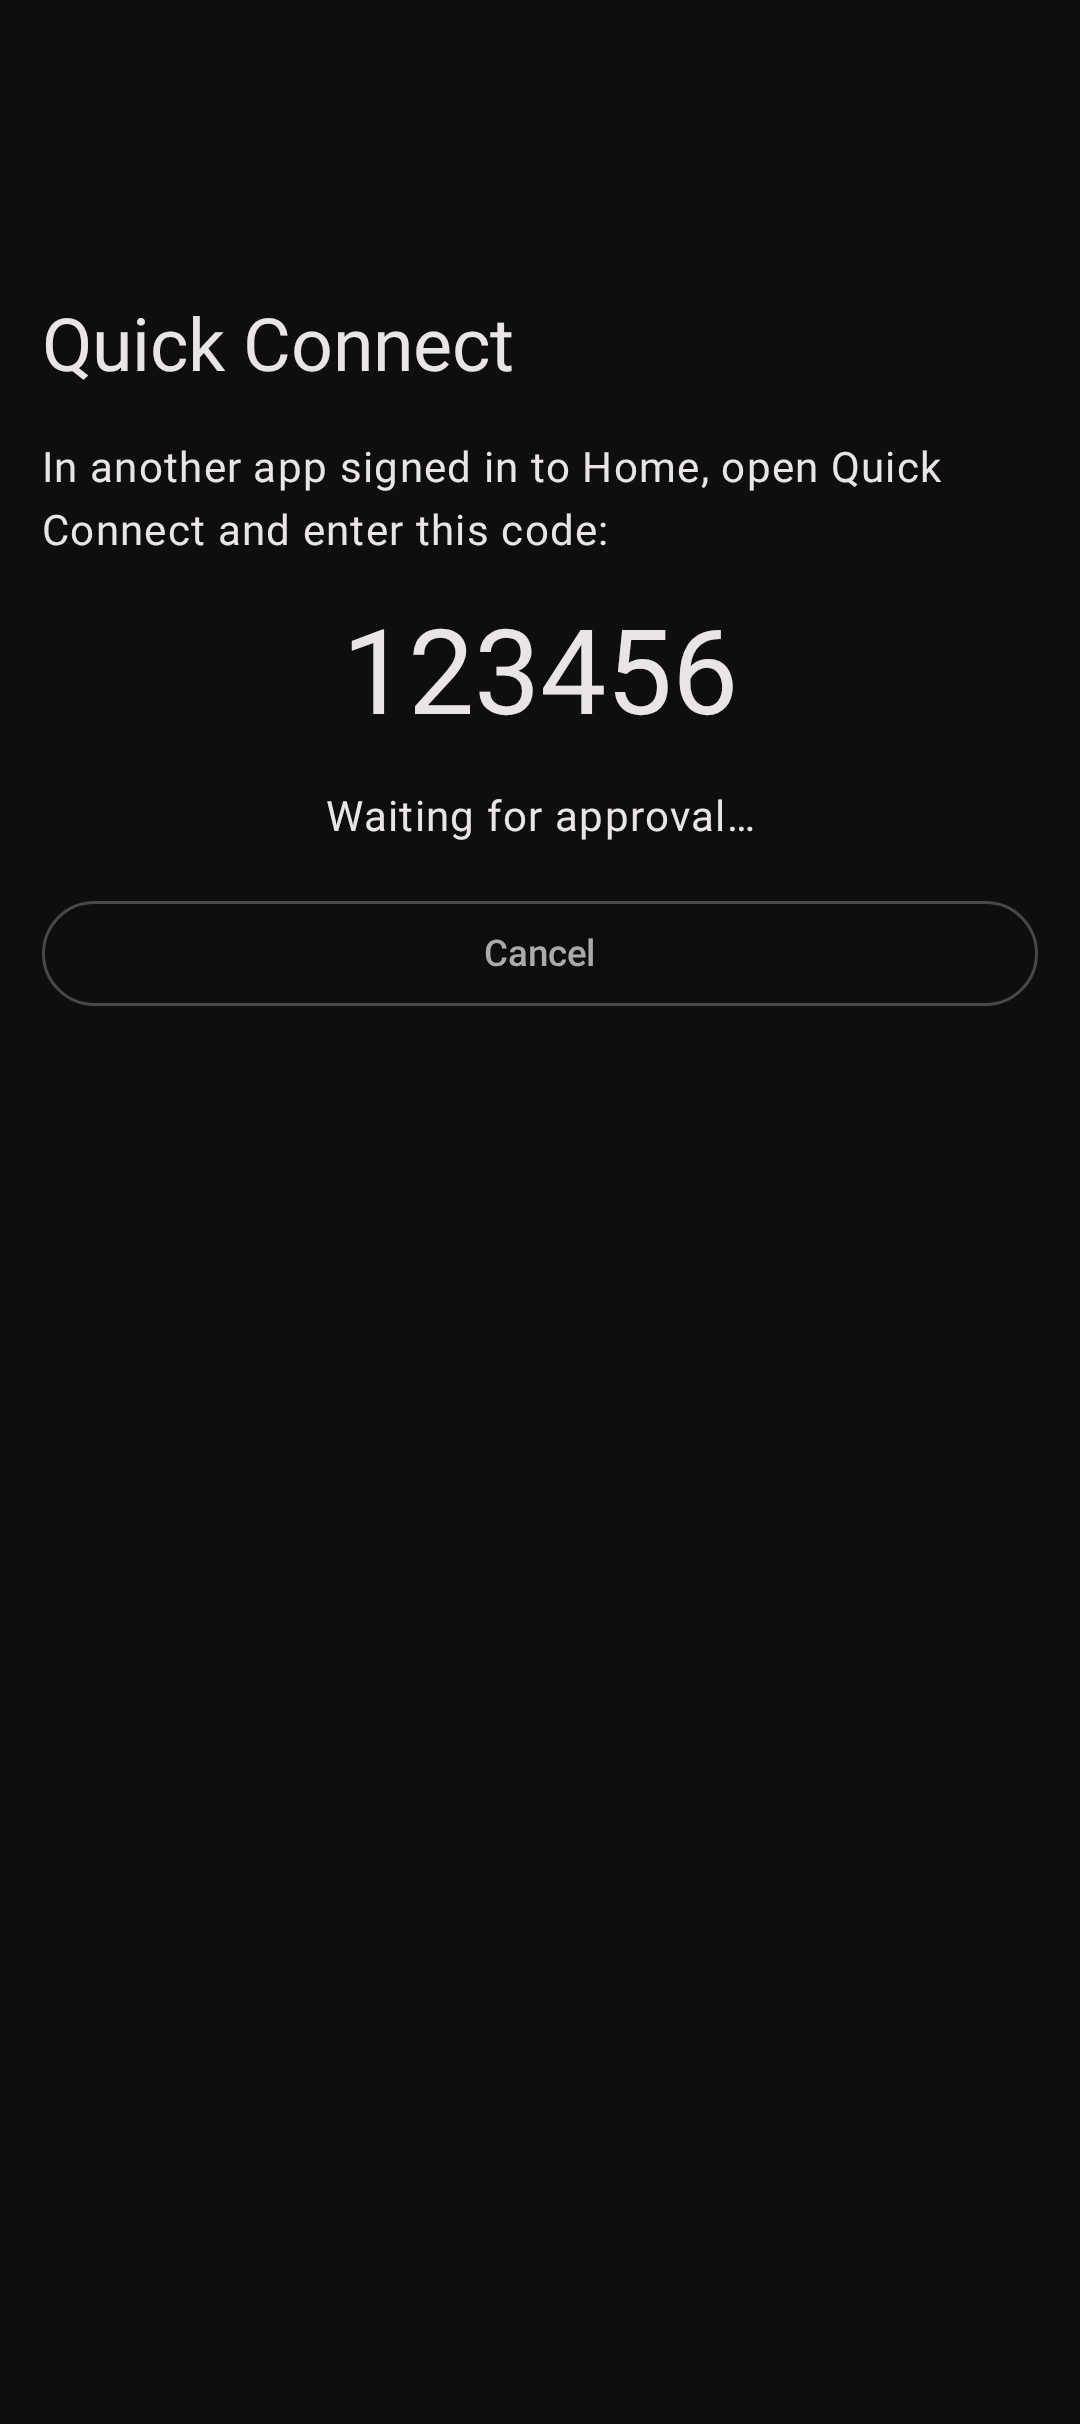 Quick Connect
In another app signed in to Home, open Quick
Connect and enter this code:
123456
Waiting for approval…
Cancel